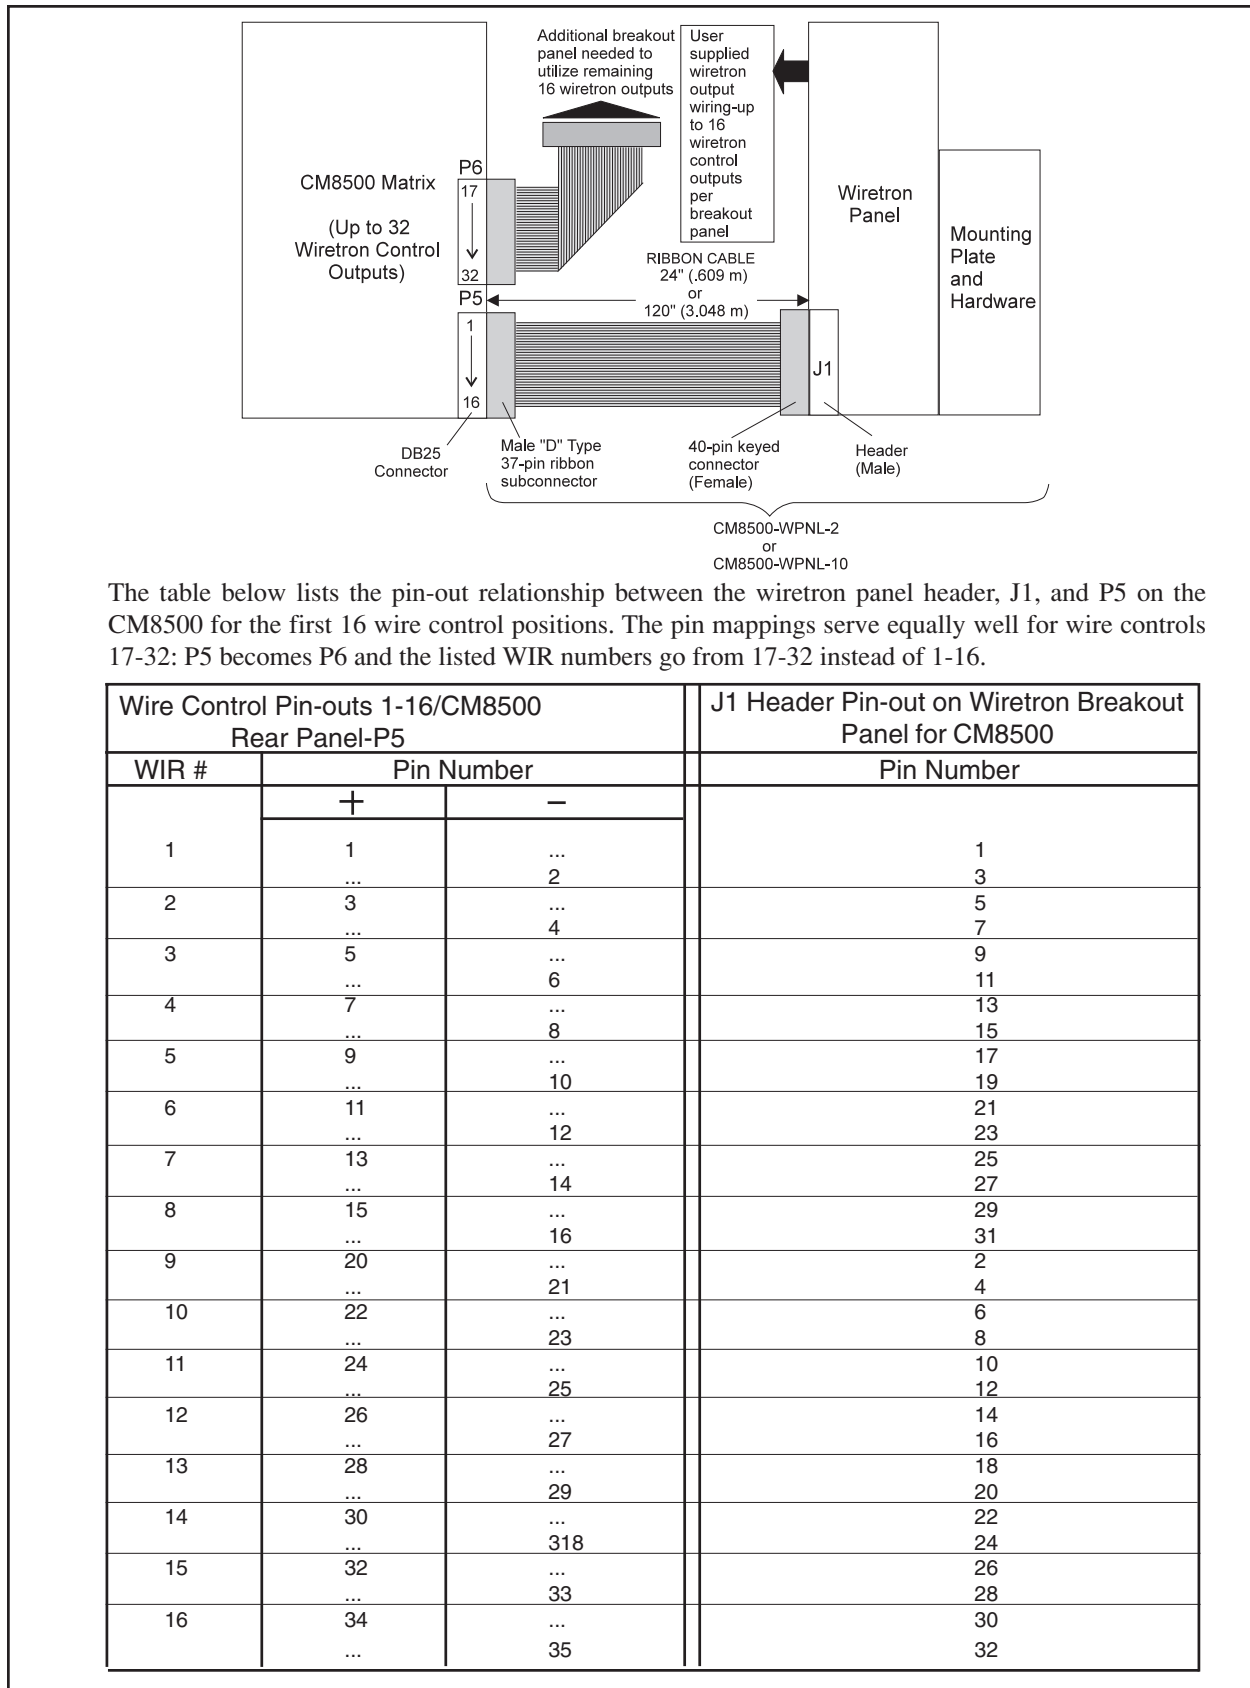 Additional breakout
panel needed to
utilize remaining
16 wiretron outputs
User
supplied
wiretron
output
wiring-up
to 16
wiretron
control
outputs
per
breakout
panel
CM8500 Matrix
(Up to 32
Wiretron Control
Outputs)
P6
17
32
P5
1
16
RIBBON CABLE
24" (.609 m)
or
120" (3.048 m)
Wiretron
Panel
Mounting
Plate
and
Hardware
J1
DB25
Connector
Male "D" Type
37-pin ribbon
subconnector
40-pin keyed
connector
(Female)
Header
(Male)
CM8500-WPNL-2
or
CM8500-WPNL-10
The table below lists the pin-out relationship between the wiretron panel header, J1, and P5 on the
CM8500 for the first 16 wire control positions. The pin mappings serve equally well for wire controls
17-32: P5 becomes P6 and the listed WIR numbers go from 17-32 instead of 1-16.
Wire Control Pin-outs 1-16/CM8500
Rear Panel-P5
J1 Header Pin-out on Wiretron Breakout
Panel for CM8500
WIR # Pin Number Pin Number
+ –
1 1 ... 1
... 2 3
2 3 ... 5
... 4 7
3 5 ... 9
... 6 11
4 7 ... 13
... 8 15
5 9 ... 17
... 10 19
6 11 ... 21
... 12 23
7 13 ... 25
... 14 27
8 15 ... 29
... 16 31
9 20 ... 2
... 21 4
10 22 ... 6
... 23 8
11 24 ... 10
... 25 12
12 26 ... 14
... 27 16
13 28 ... 18
... 29 20
14 30 ... 22
... 318 24
15 32 ... 26
... 33 28
16 34 ... 30
... 35 32